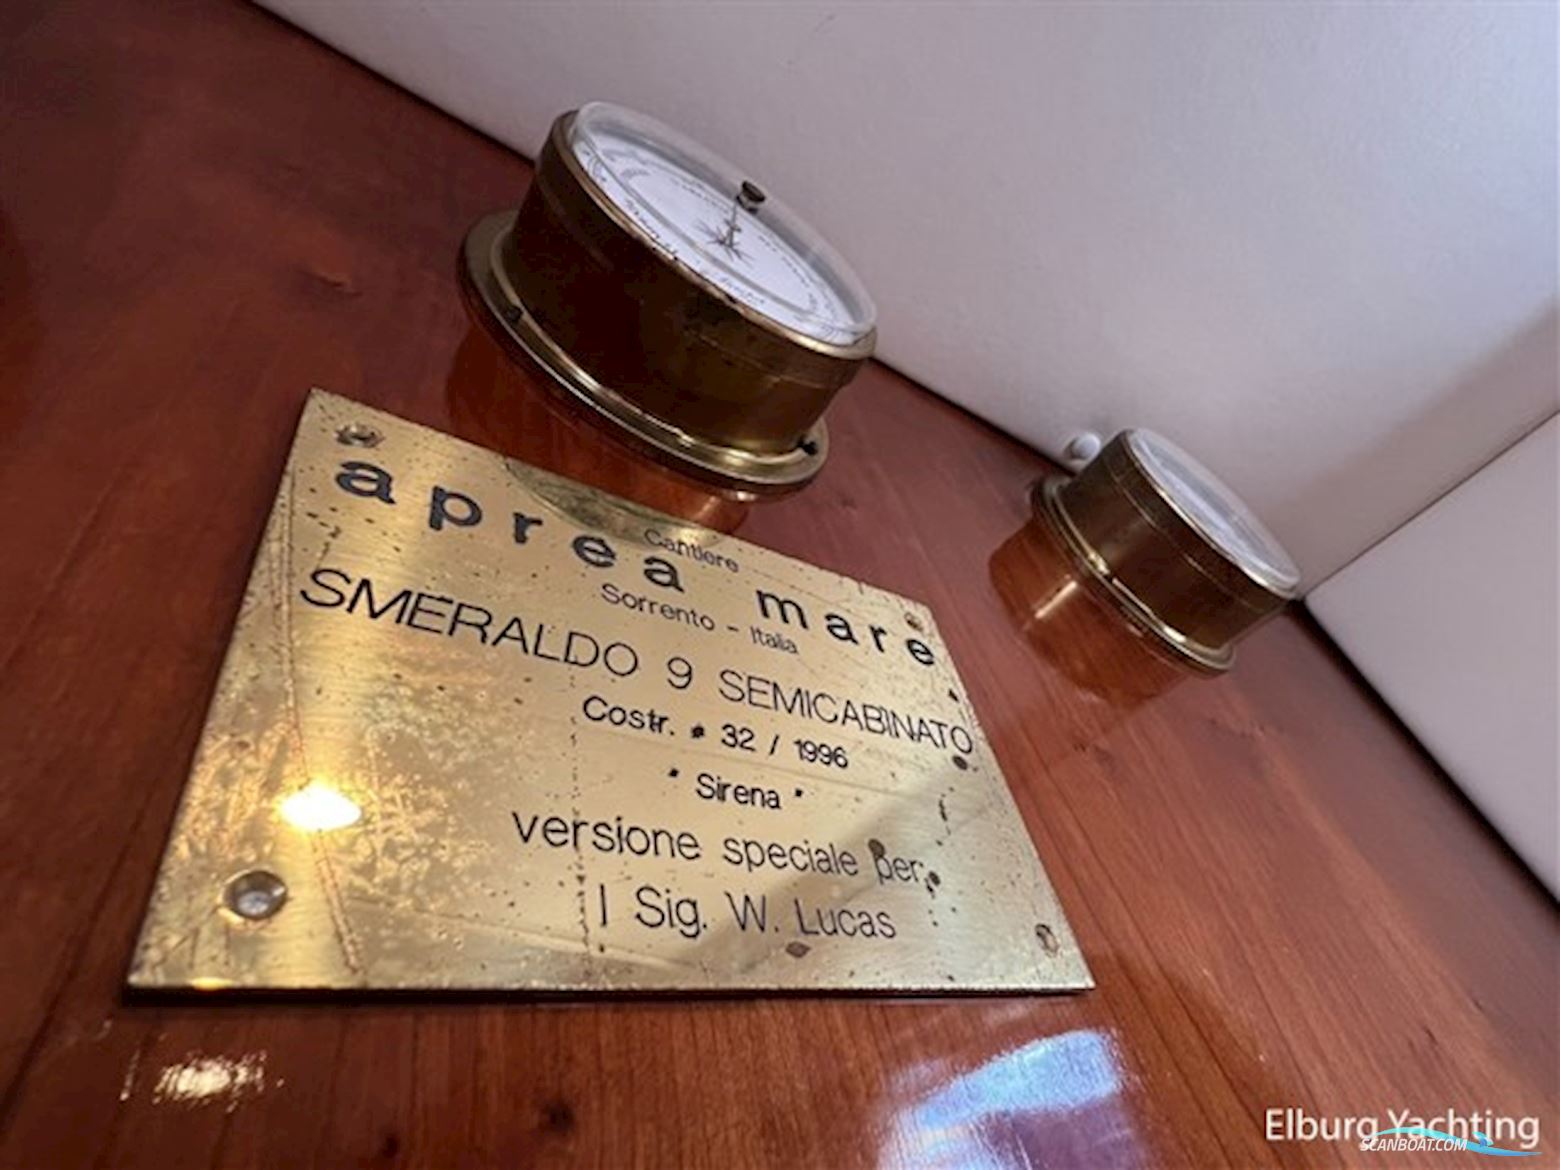 Cantiere
aprea mare
Sorrento - Italia
SMERALDO 9 SEMICABINATO
Costr. # 32 / 1996
" Sirena "
versione speciale per:
I Sig. W. Lucas
Elburg Yachting
SCANBOAT.COM